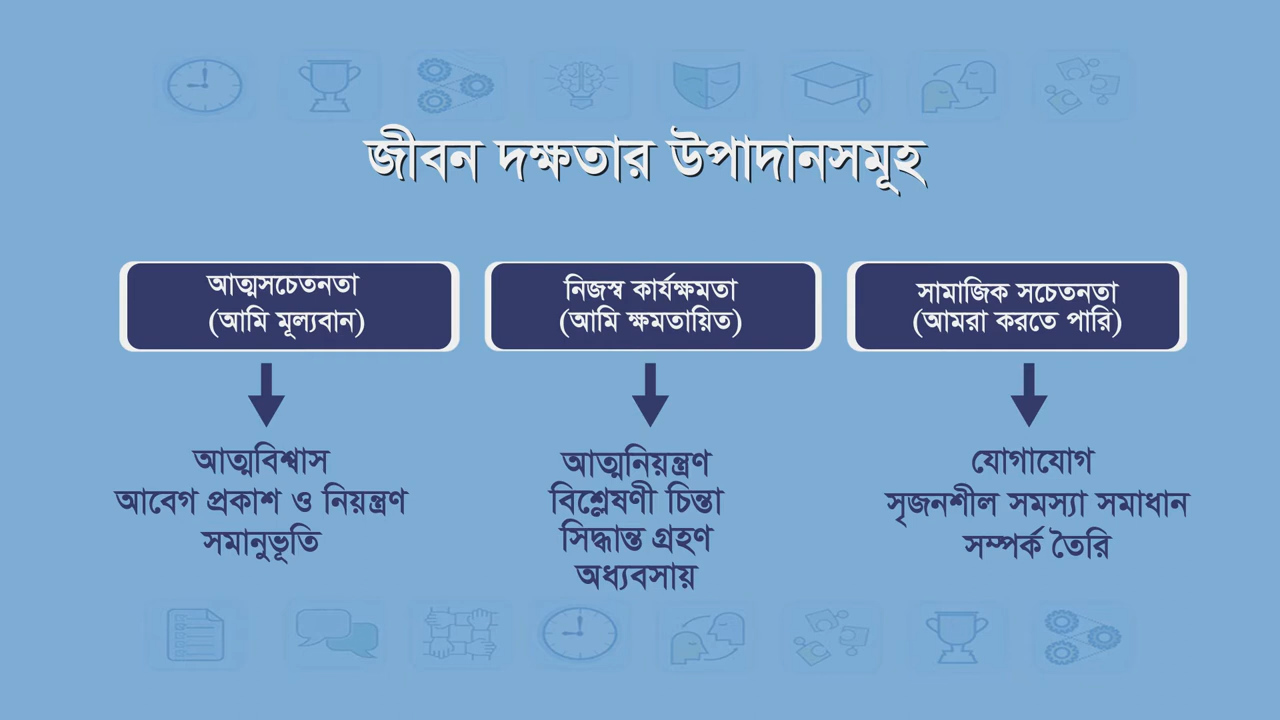 জীবন দক্ষতার উপাদানসমূহ
আত্মসচেতনতা
(আমি মূল্যবান)
আত্মবিশ্বাস
আবেগ প্রকাশ ও নিয়ন্ত্রণ
সমানুভূতি
নিজস্ব কার্যক্ষমতা
(আমি ক্ষমতায়িত)
আত্মনিয়ন্ত্রণ
বিশ্লেষণী চিন্তা
সিদ্ধান্ত গ্রহণ
অধ্যবসায়
সামাজিক সচেতনতা
(আমরা করতে পারি)
যোগাযোগ
সৃজনশীল সমস্যা সমাধান
সম্পর্ক তৈরি